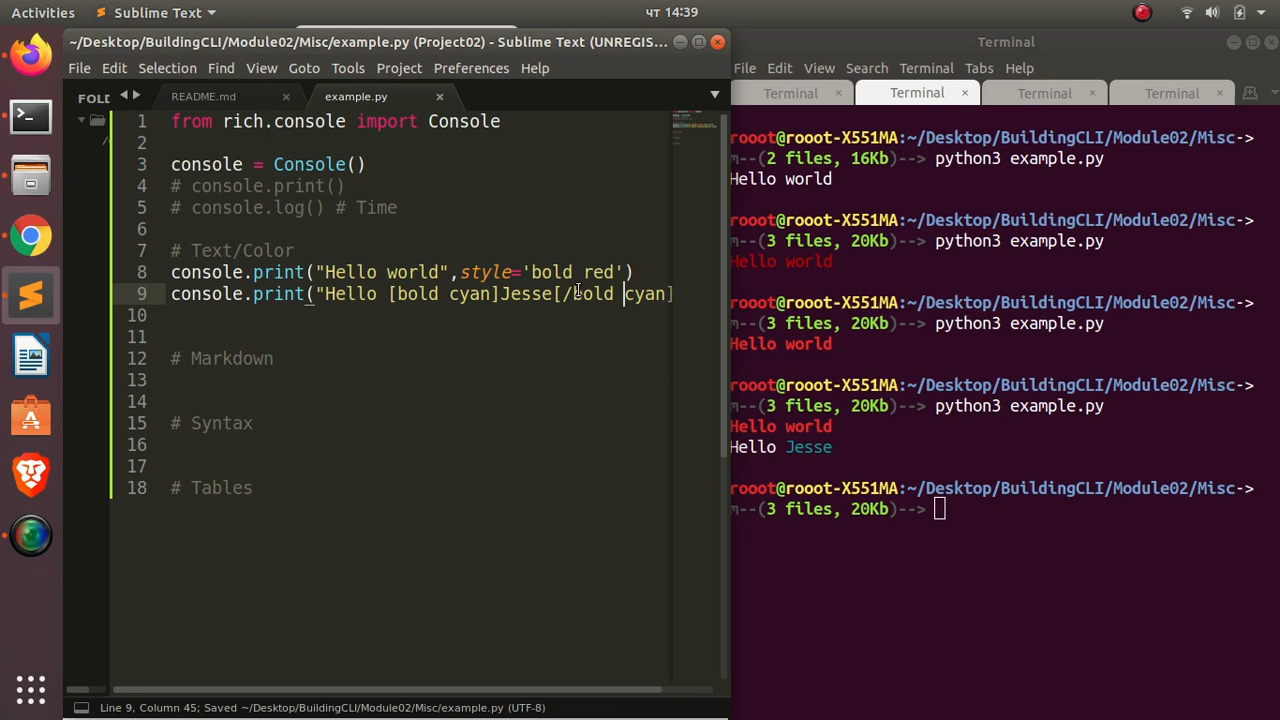 Activities Sublime Text чт 14:39
~/Desktop/BuildingCLI/Module02/Misc/example.py (Project02) - Sublime Text (UNREGIS...
File Edit Selection Find View Goto Tools Project Preferences Help
FOLD README.md × example.py ×
1 from rich.console import Console
2
3 console = Console()
4 # console.print()
5 # console.log() # Time
6
7 # Text/Color
8 console.print("Hello world",style='bold red')
9 console.print("Hello [bold cyan]Jesse[/bold cyan]
10
11
12 # Markdown
13
14
15 # Syntax
16
17
18 # Tables
Line 9, Column 45; Saved ~/Desktop/BuildingCLI/Module02/Misc/example.py (UTF-8)
Terminal
File Edit View Search Terminal Tabs Help
Terminal × Terminal × Terminal × Terminal ×
rooot@rooot-X551MA:~/Desktop/BuildingCLI/Module02/Misc->
m--(2 files, 16Kb)--> python3 example.py
Hello world
rooot@rooot-X551MA:~/Desktop/BuildingCLI/Module02/Misc->
m--(3 files, 20Kb)--> python3 example.py
Hello world
rooot@rooot-X551MA:~/Desktop/BuildingCLI/Module02/Misc->
m--(3 files, 20Kb)--> python3 example.py
Hello world
rooot@rooot-X551MA:~/Desktop/BuildingCLI/Module02/Misc->
m--(3 files, 20Kb)--> python3 example.py
Hello world
Hello Jesse
rooot@rooot-X551MA:~/Desktop/BuildingCLI/Module02/Misc->
m--(3 files, 20Kb)-->